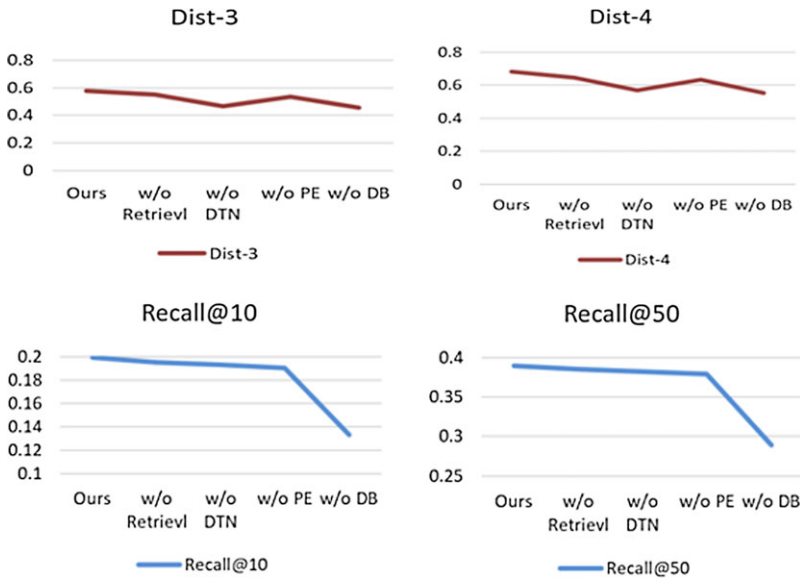 Dist-3
0.8
0.6
0.4
0.2
0
Ours
w/o Retrievl
w/o DTN
w/o PE
w/o DB
Dist-3
Dist-4
0.8
0.6
0.4
0.2
0
Ours
w/o Retrievl
w/o DTN
w/o PE
w/o DB
Dist-4
Recall@10
0.2
0.18
0.16
0.14
0.12
0.1
Ours
w/o Retrievl
w/o DTN
w/o PE
w/o DB
Recall@10
Recall@50
0.4
0.35
0.3
0.25
Ours
w/o Retrievl
w/o DTN
w/o PE
w/o DB
Recall@50